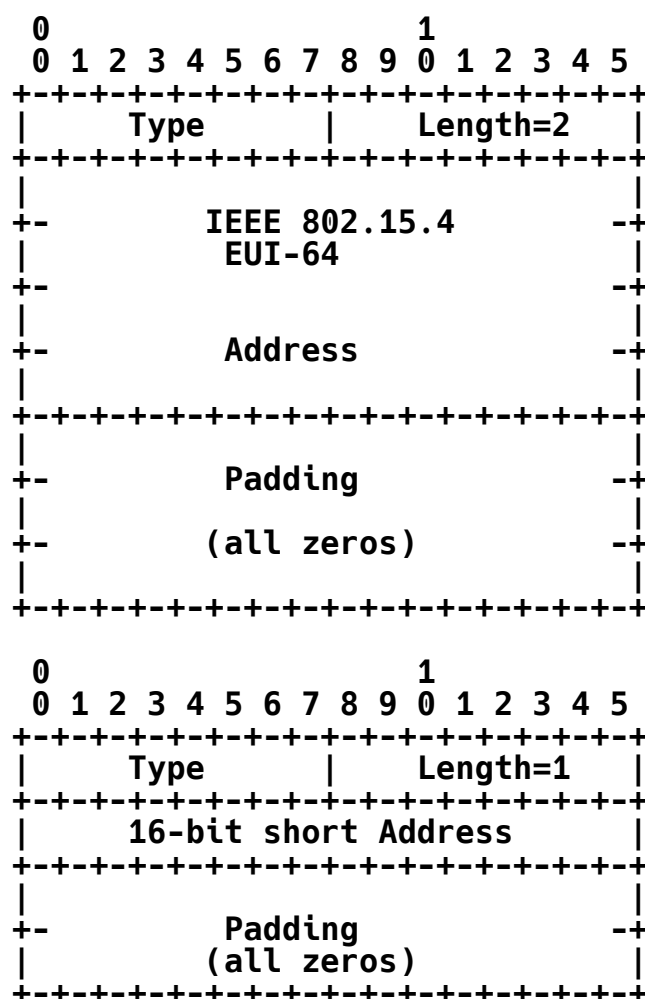 0                   1
0 1 2 3 4 5 6 7 8 9 0 1 2 3 4 5
+-+-+-+-+-+-+-+-+-+-+-+-+-+-+-+-+
|     Type      |    Length=2   |
+-+-+-+-+-+-+-+-+-+-+-+-+-+-+-+-+
|                               |
+-        IEEE 802.15.4        -+
|          EUI-64               |
+-                             -+
|                               |
+-         Address             -+
|                               |
+-+-+-+-+-+-+-+-+-+-+-+-+-+-+-+-+
|                               |
+-         Padding             -+
|                               |
+-        (all zeros)          -+
|                               |
+-+-+-+-+-+-+-+-+-+-+-+-+-+-+-+-+
0                   1
0 1 2 3 4 5 6 7 8 9 0 1 2 3 4 5
+-+-+-+-+-+-+-+-+-+-+-+-+-+-+-+-+
|     Type      |    Length=1   |
+-+-+-+-+-+-+-+-+-+-+-+-+-+-+-+-+
|     16-bit short Address      |
+-+-+-+-+-+-+-+-+-+-+-+-+-+-+-+-+
|                               |
+-         Padding             -+
|         (all zeros)           |
+-+-+-+-+-+-+-+-+-+-+-+-+-+-+-+-+